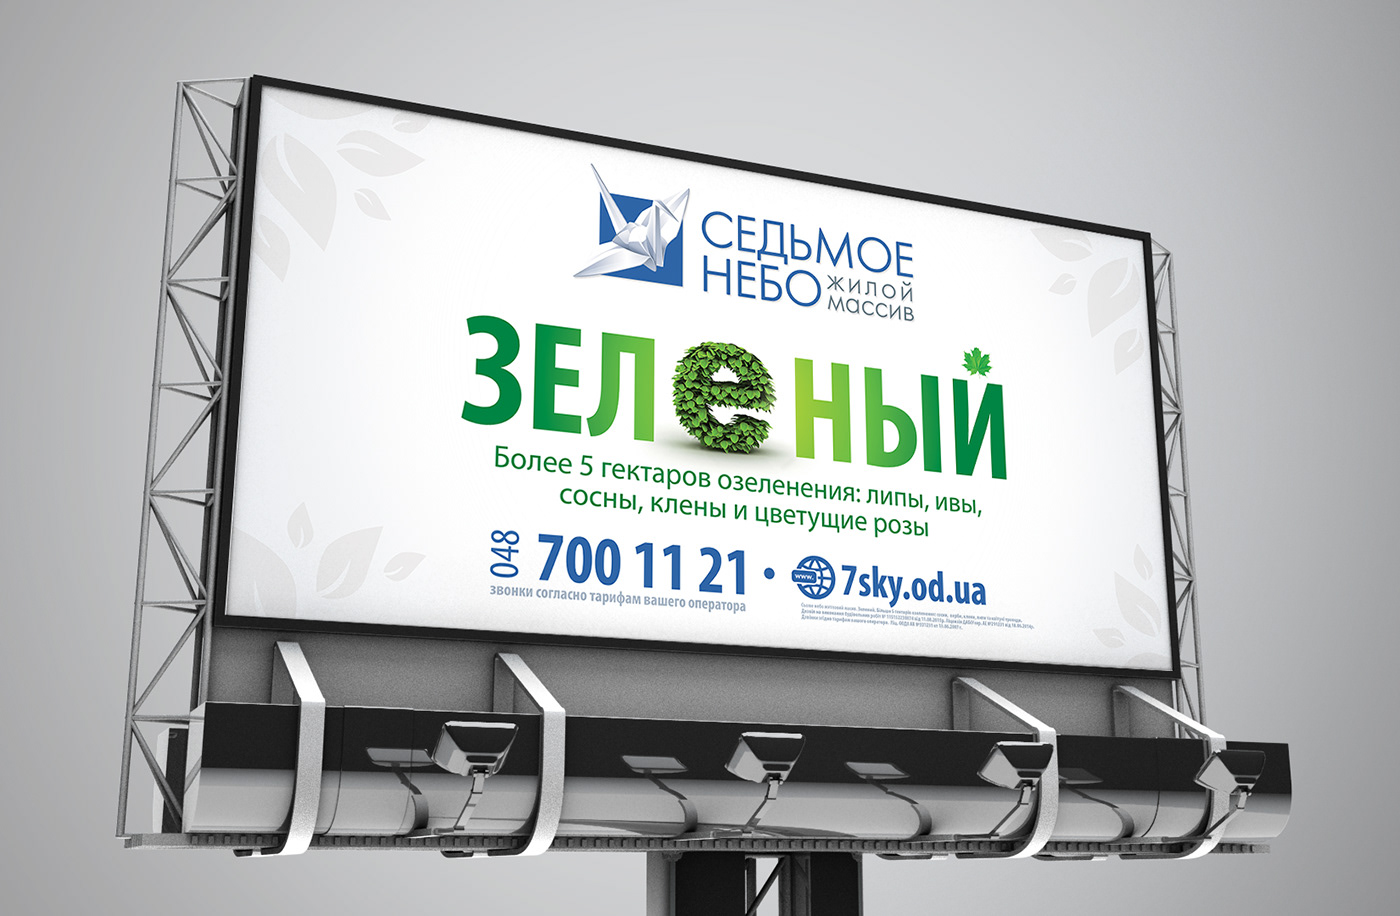 СЕДЬМОЕ
НЕБО
жилой
массив
ЗЕЛеНЫЙ
Более 5 гектаров озеленения: липы, ивы,
сосны, клены и цветущие розы
048 700 11 21 • www. 7sky.od.ua
звонки согласно тарифам вашего оператора